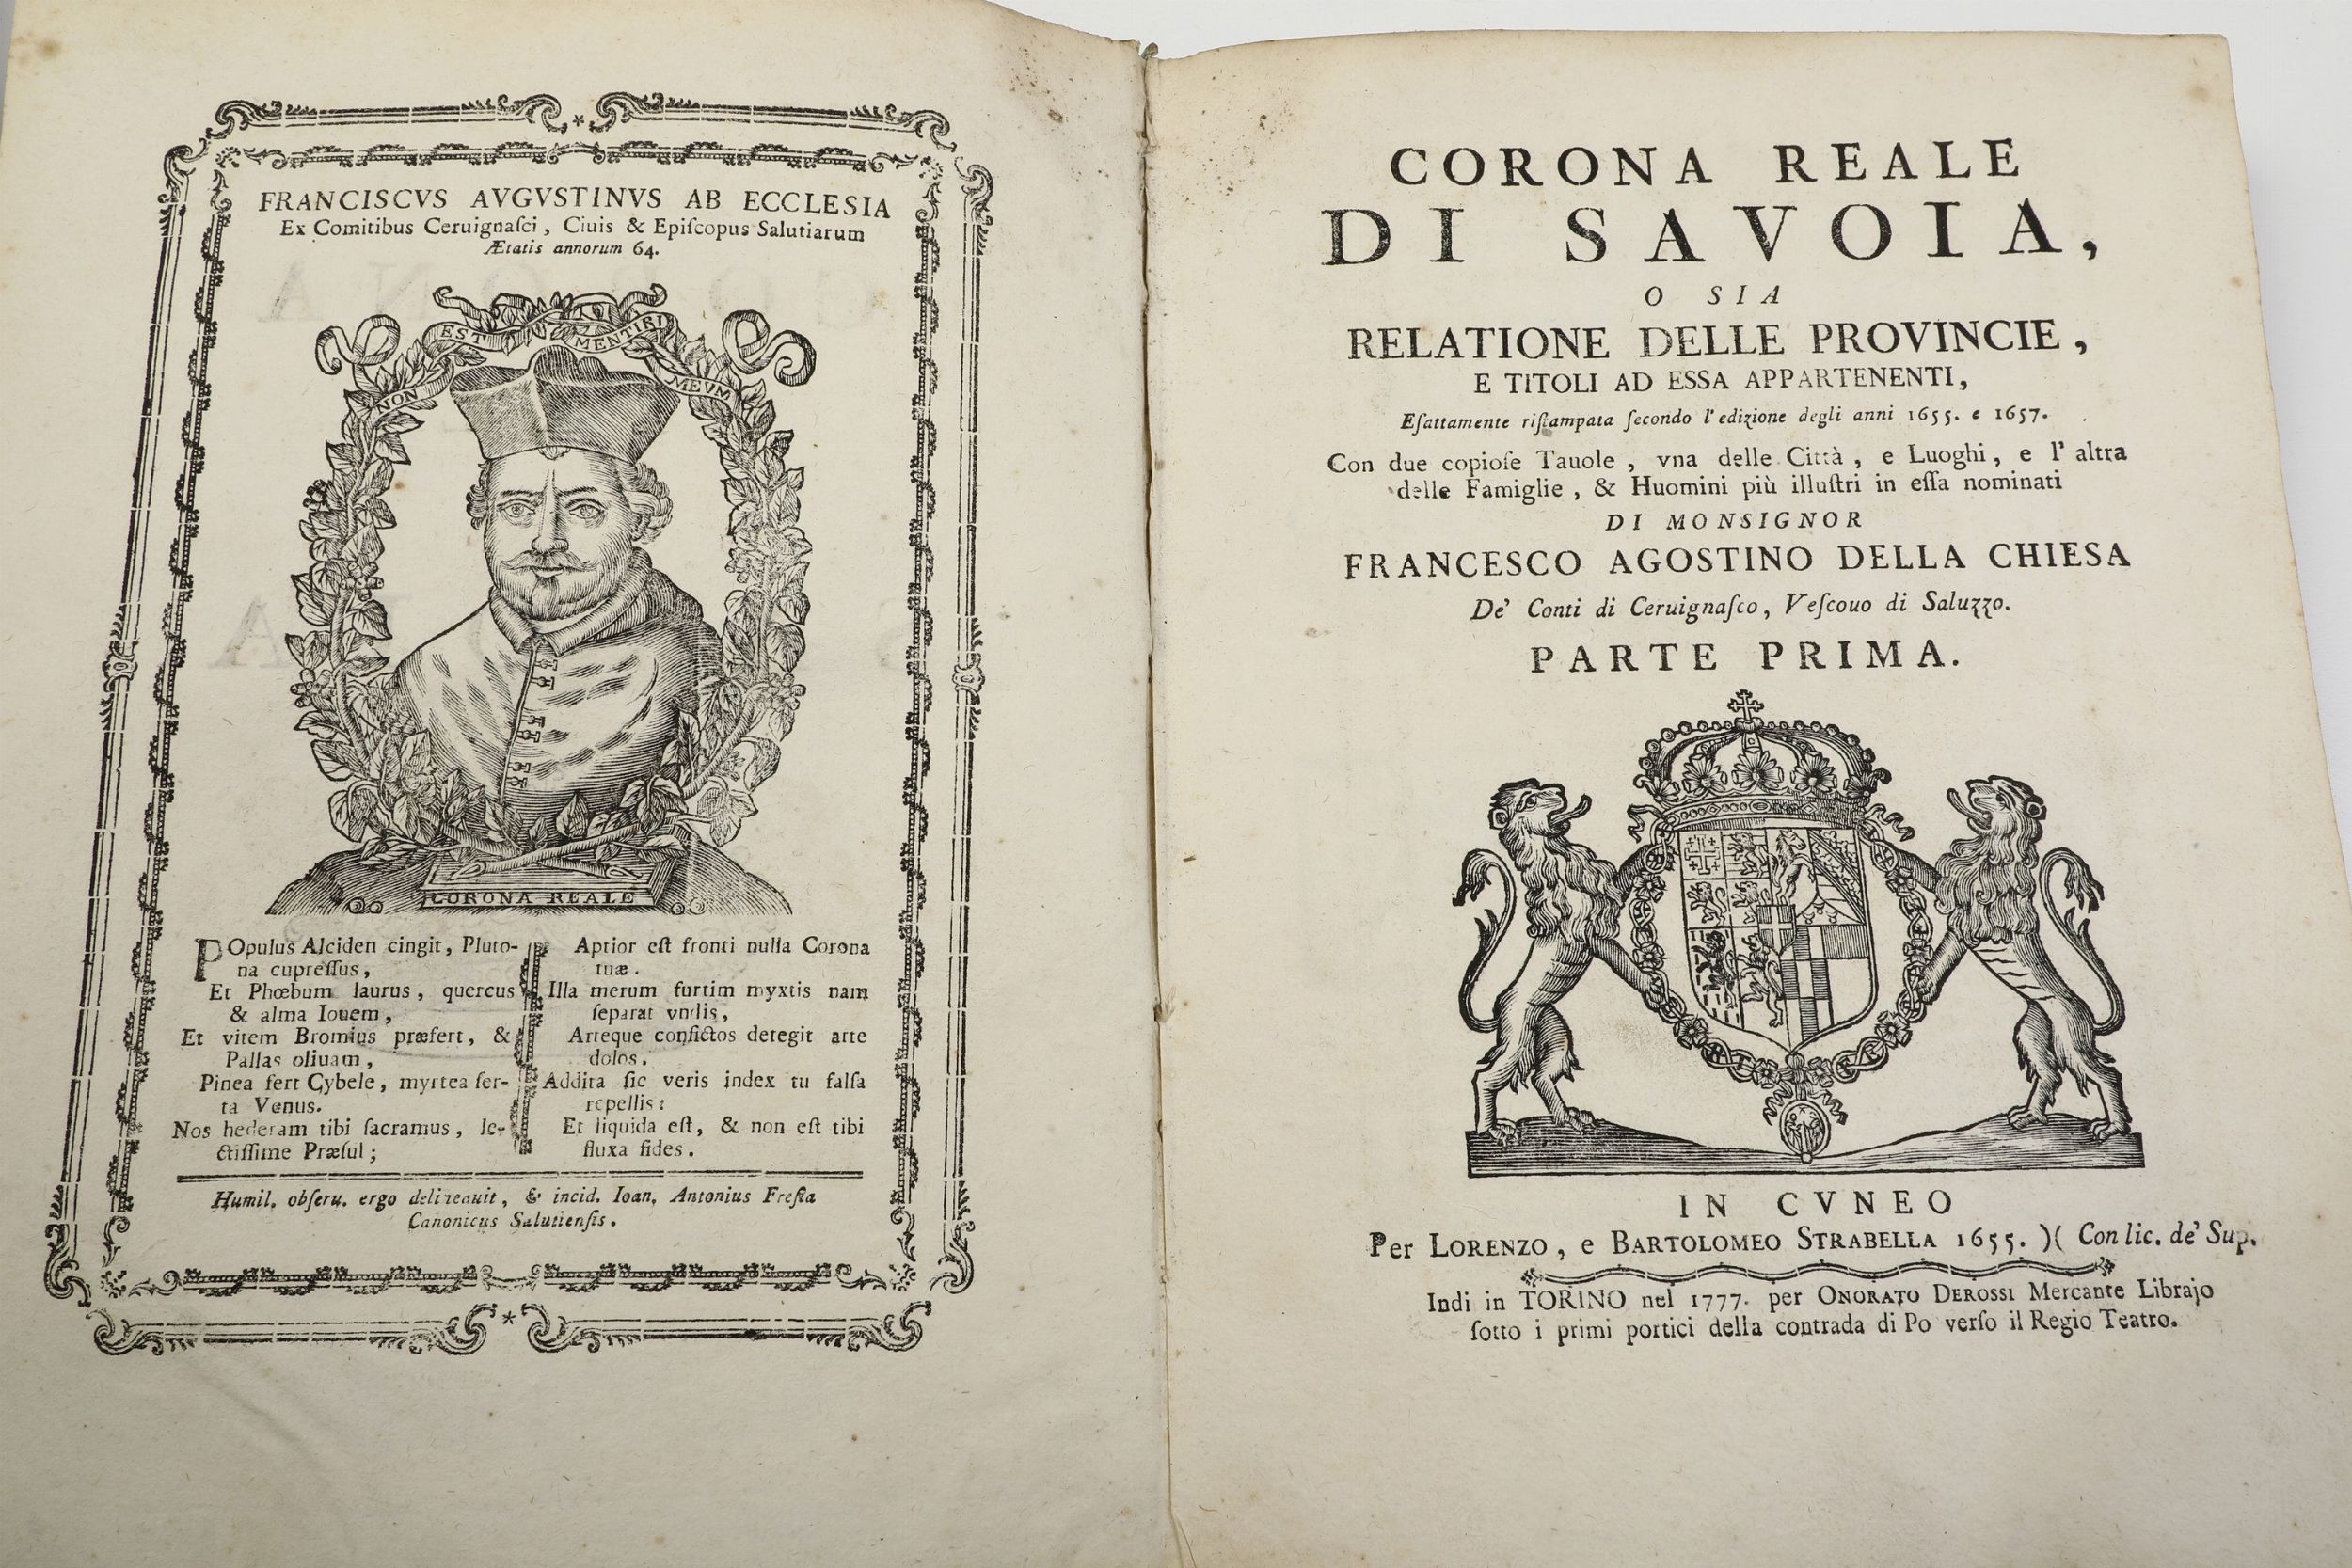 FRANCISCVS AVGVSTINVS AB ECCLESIA
Ex Comitibus Ceruignaſci, Ciuis & Epiſcopus Salutiarum
Ætatis annorum 64.
NON EST MENTIRI MEVM
CORONA REALE
POpulus Alciden cingit, Pluto-
na cupreſſus,
Et Phœbum laurus, quercus
& alma Iouem,
Et vitem Bromius præfert, &
Pallas oliuam,
Pinea fert Cybele, myrtea ſer-
ta Venus.
Nos hederam tibi ſacramus, le-
ctiſſime Præſul;
Aptior eſt fronti nulla Corona
tuæ.
Illa merum furtim myxtis nam
ſeparat vndis,
Arteque confictos detegit arte
dolos.
Addita ſic veris index tu falſa
repellis:
Et liquida eſt, & non eſt tibi
fluxa fides.
Humil. obſeru. ergo delineauit, & incid. Ioan. Antonius Freſia
Canonicus Salutienſis.
CORONA REALE
DI SAVOIA,
O SIA
RELATIONE DELLE PROVINCIE,
E TITOLI AD ESSA APPARTENENTI,
Eſattamente riſtampata ſecondo l'edizione degli anni 1655. e 1657.
Con due copioſe Tauole, vna delle Città, e Luoghi, e l'altra
delle Famiglie, & Huomini più illuſtri in eſſa nominati
DI MONSIGNOR
FRANCESCO AGOSTINO DELLA CHIESA
De' Conti di Ceruignaſco, Veſcouo di Saluzzo.
PARTE PRIMA.
IN CVNEO
Per LORENZO, e BARTOLOMEO STRABELLA 1655. )( Con lic. de' Sup.
Indi in TORINO nel 1777. per ONORATO DEROSSI Mercante Librajo
ſotto i primi portici della contrada di Po verſo il Regio Teatro.